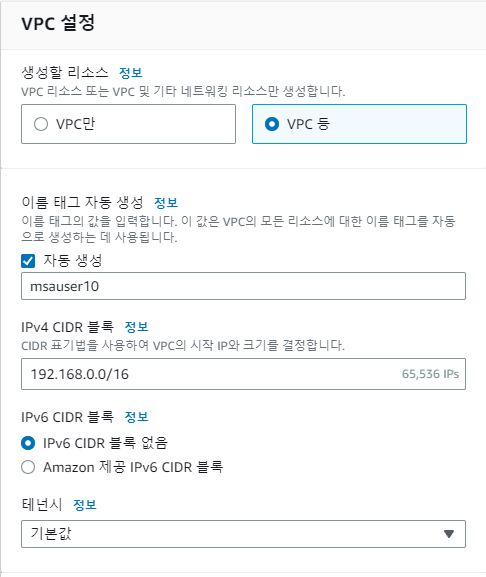 VPC 설정
생성할 리소스 정보
VPC 리소스 또는 VPC 및 기타 네트워킹 리소스만 생성합니다.
VPC만
VPC 등
이름 태그 자동 생성 정보
이름 태그의 값을 입력합니다. 이 값은 VPC의 모든 리소스에 대한 이름 태그를 자동
으로 생성하는 데 사용됩니다.
자동 생성
msauser10
IPv4 CIDR 블록 정보
CIDR 표기법을 사용하여 VPC의 시작 IP와 크기를 결정합니다.
192.168.0.0/16 65,536 IPs
IPv6 CIDR 블록 정보
IPv6 CIDR 블록 없음
Amazon 제공 IPv6 CIDR 블록
테넌시 정보
기본값